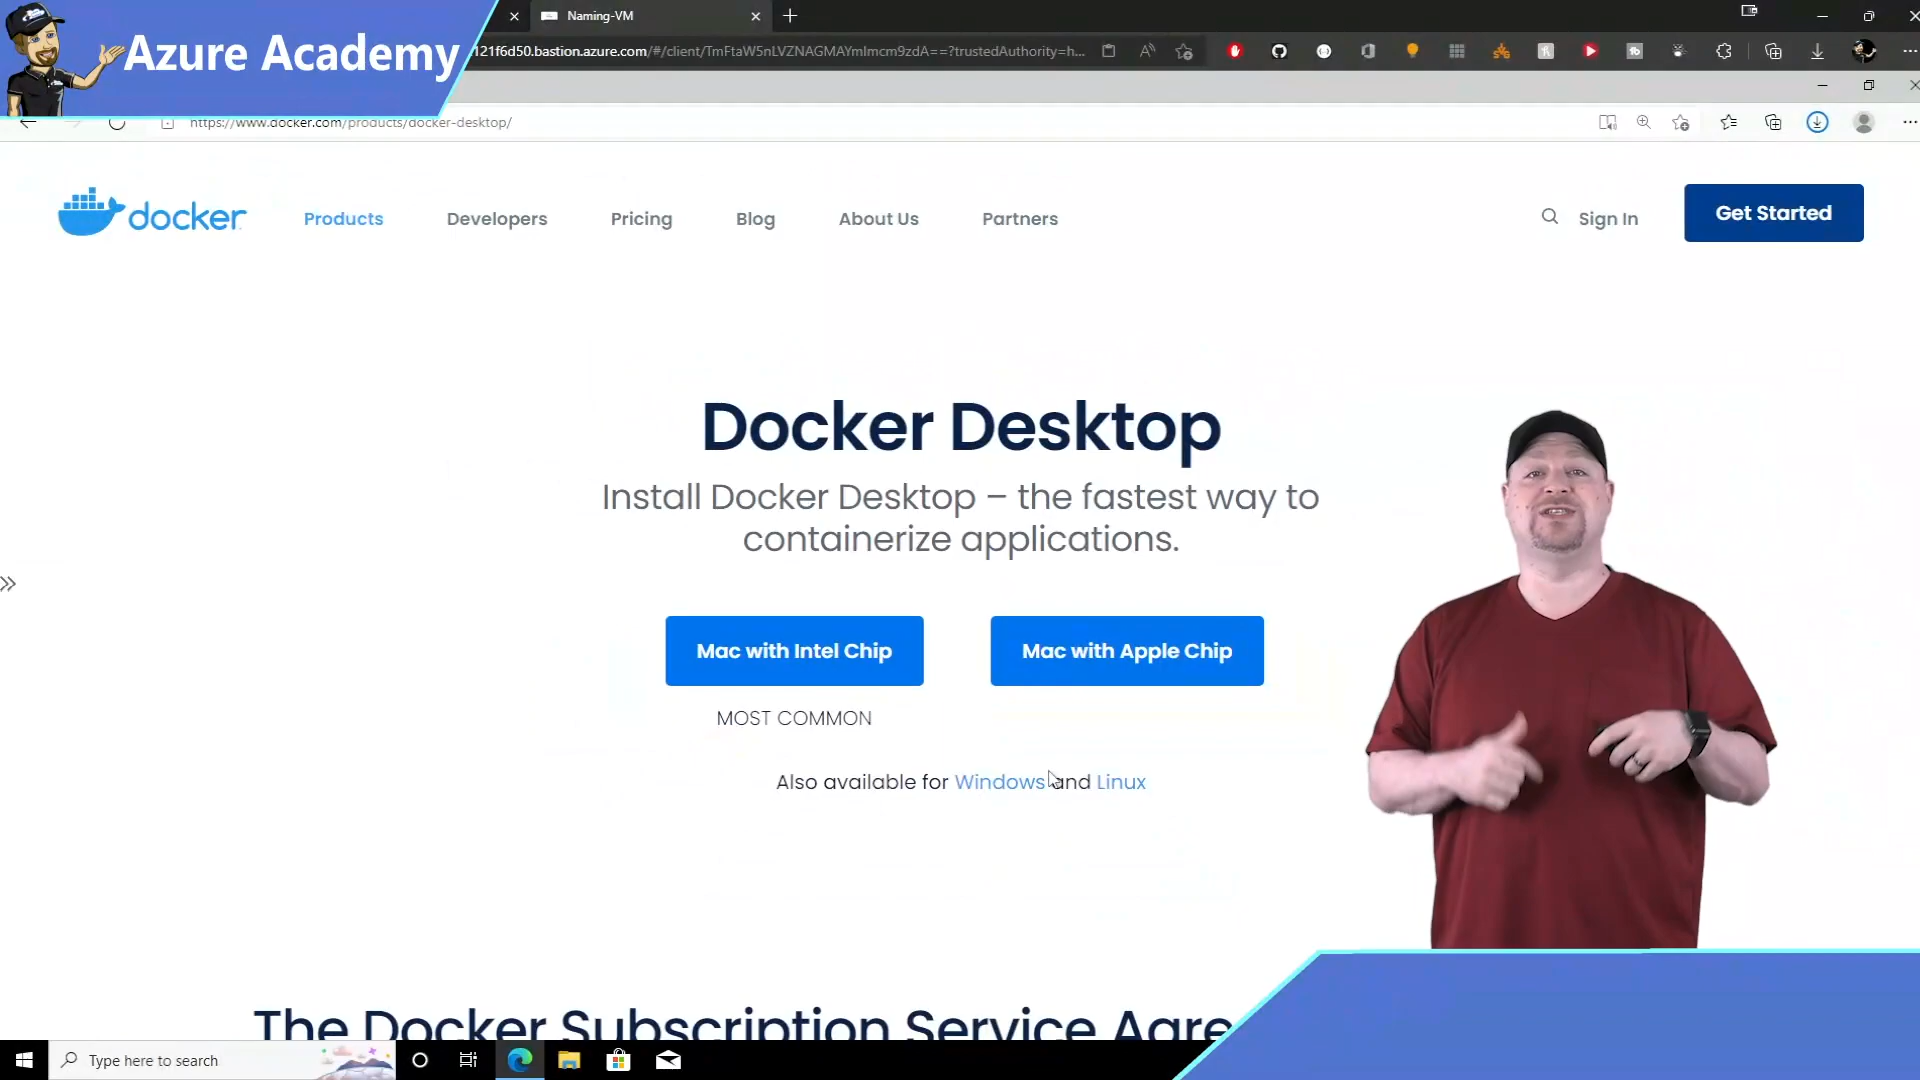 Azure Academy
Naming-VM
121f6d50.bastion.azure.com/#/client/TmFtaW5nLVZNAGMAYmlmcm9zdA==?trustedAuthority=h...
https://www.docker.com/products/docker-desktop/
docker
Products
Developers
Pricing
Blog
About Us
Partners
Sign In
Get Started
Docker Desktop
Install Docker Desktop – the fastest way to
containerize applications.
Mac with Intel Chip
Mac with Apple Chip
MOST COMMON
Also available for Windows and Linux
The Docker Subscription Service Agre
Type here to search